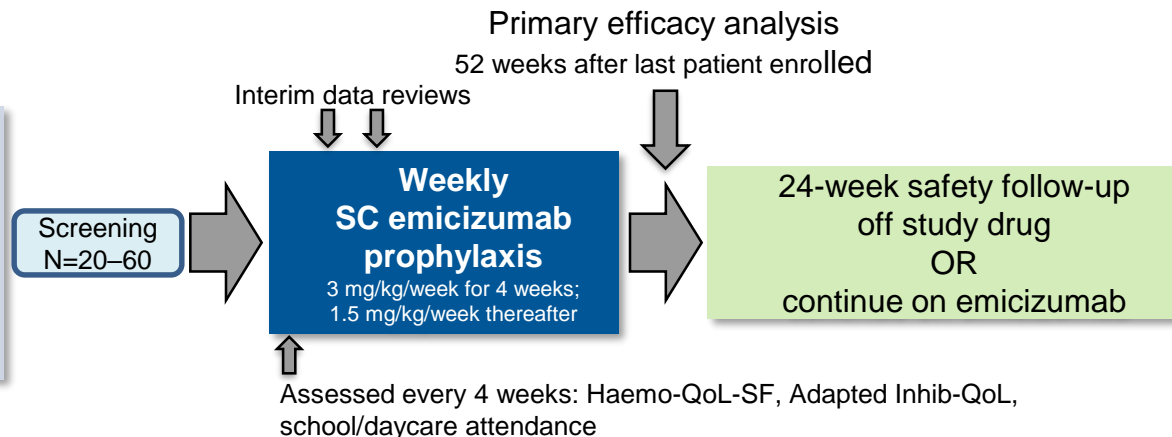 Primary efficacy analysis
52 weeks after last patient enrolled
Interim data reviews
Screening
N=20–60
Weekly
SC emicizumab
prophylaxis
3 mg/kg/week for 4 weeks;
1.5 mg/kg/week thereafter
24-week safety follow-up
off study drug
OR
continue on emicizumab
Assessed every 4 weeks: Haemo-QoL-SF, Adapted Inhib-QoL,
school/daycare attendance